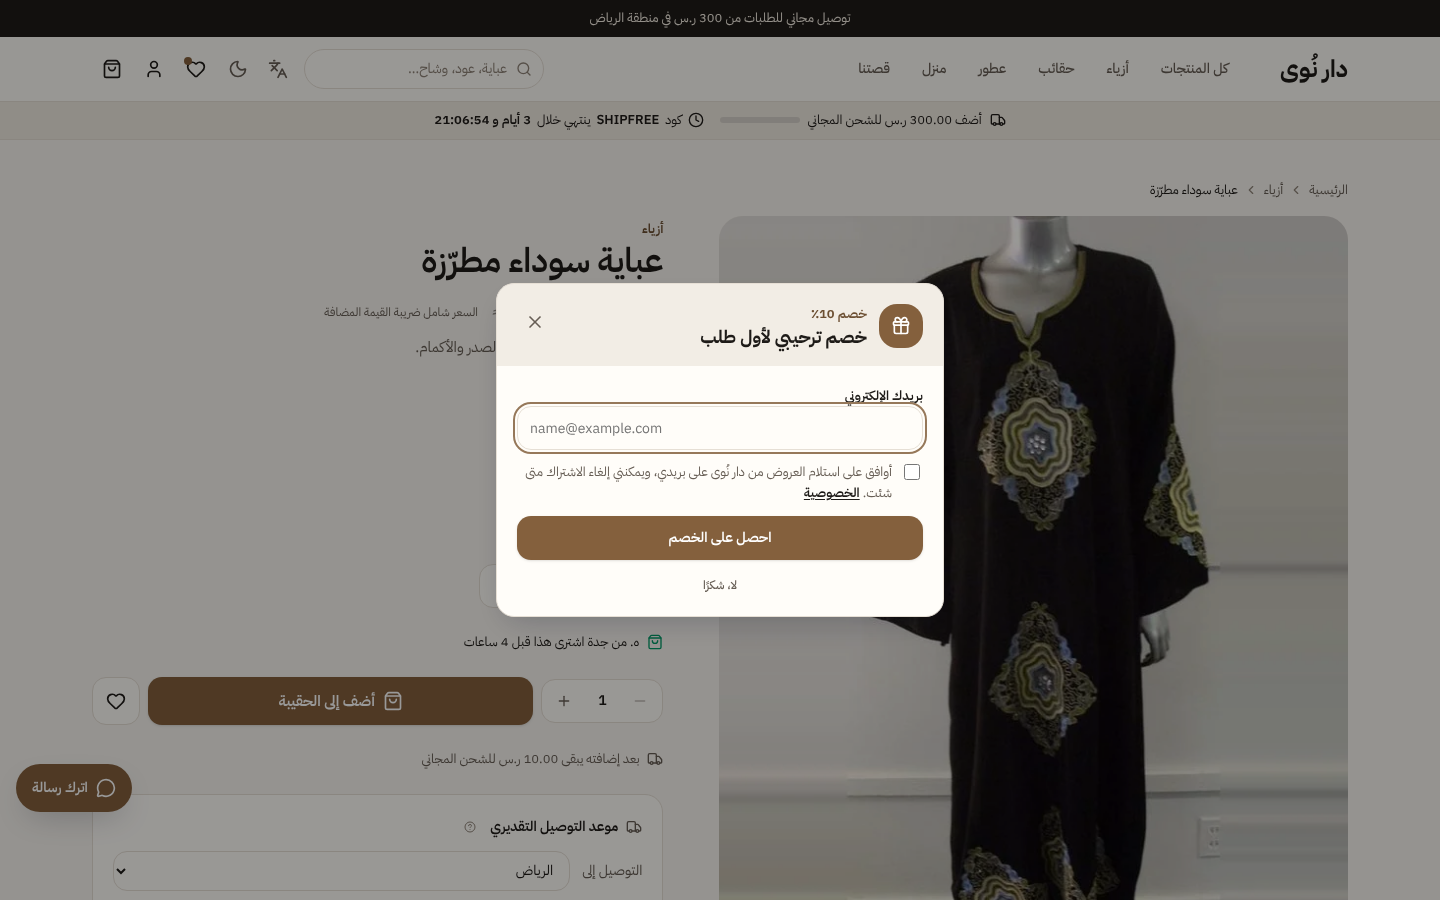 توصيل مجاني للطلبات من 300 ر.س في منطقة الرياض
دار نُوى
كل المنتجات
أزياء
حقائب
عطور
منزل
قصتنا
عباية، عود، وشاح...
أضف 300.00 ر.س للشحن المجاني
كود SHIPFREE ينتهي خلال 3 أيام و 21:06:54
الرئيسية
أزياء
عباية سوداء مطرّزة
أزياء
عباية سوداء مطرّزة
السعر شامل ضريبة القيمة المضافة
لصدر والأكمام.
خصم 10٪
خصم ترحيبي لأول طلب
بريدك الإلكتروني
name@example.com
أوافق على استلام العروض من دار نُوى على بريدي، ويمكنني إلغاء الاشتراك متى
شئت. الخصوصية
احصل على الخصم
لا، شكرًا
ه. من جدة اشترى هذا قبل 4 ساعات
1
أضف إلى الحقيبة
بعد إضافته يبقى 10.00 ر.س للشحن المجاني
اترك رسالة
موعد التوصيل التقديري
التوصيل إلى
الرياض